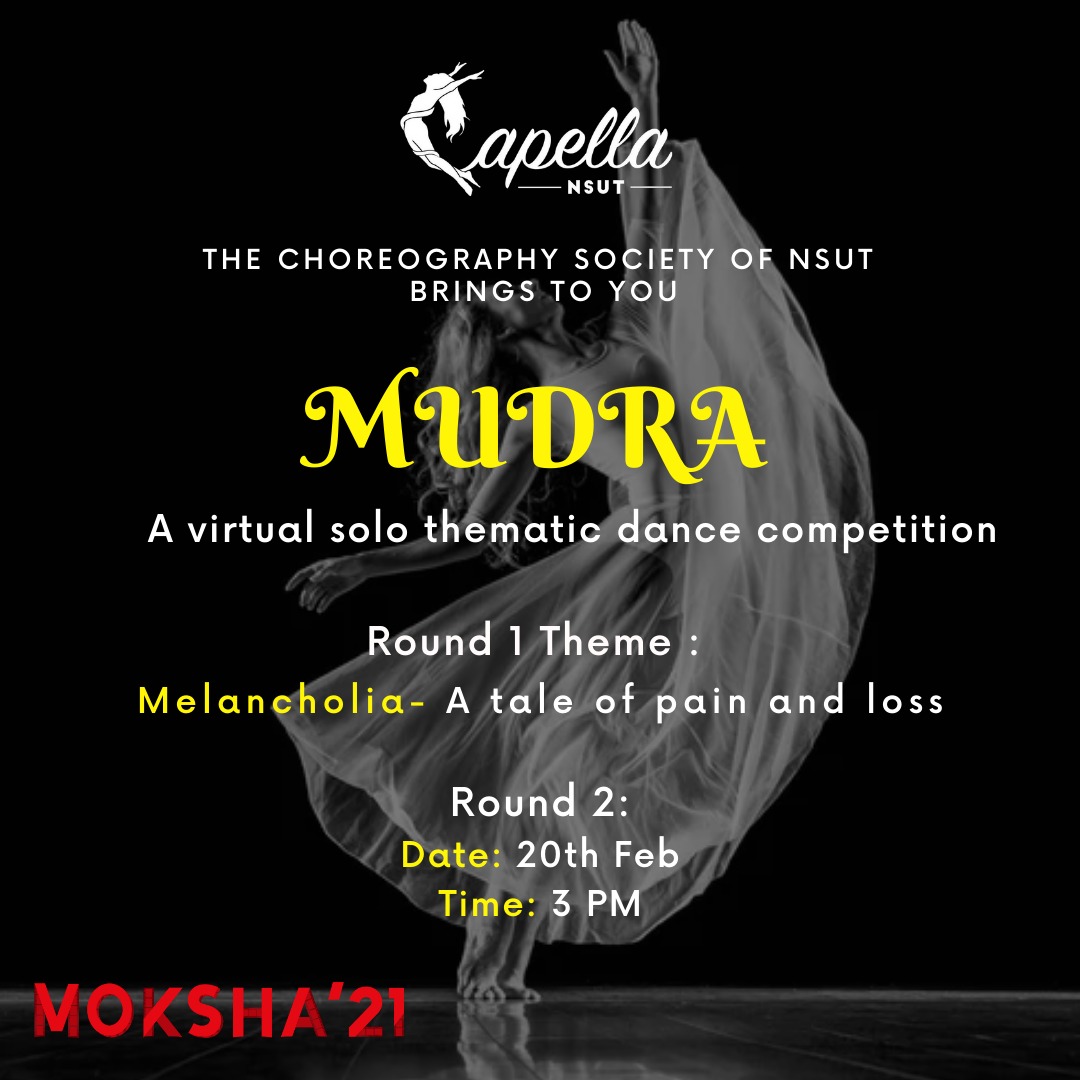 Capella
NSUT
THE CHOREOGRAPHY SOCIETY OF NSUT
BRINGS TO YOU
MUDRA
A virtual solo thematic dance competition
Round 1 Theme :
Melancholia- A tale of pain and loss
Round 2:
Date: 20th Feb
Time: 3 PM
MOKSHA'21